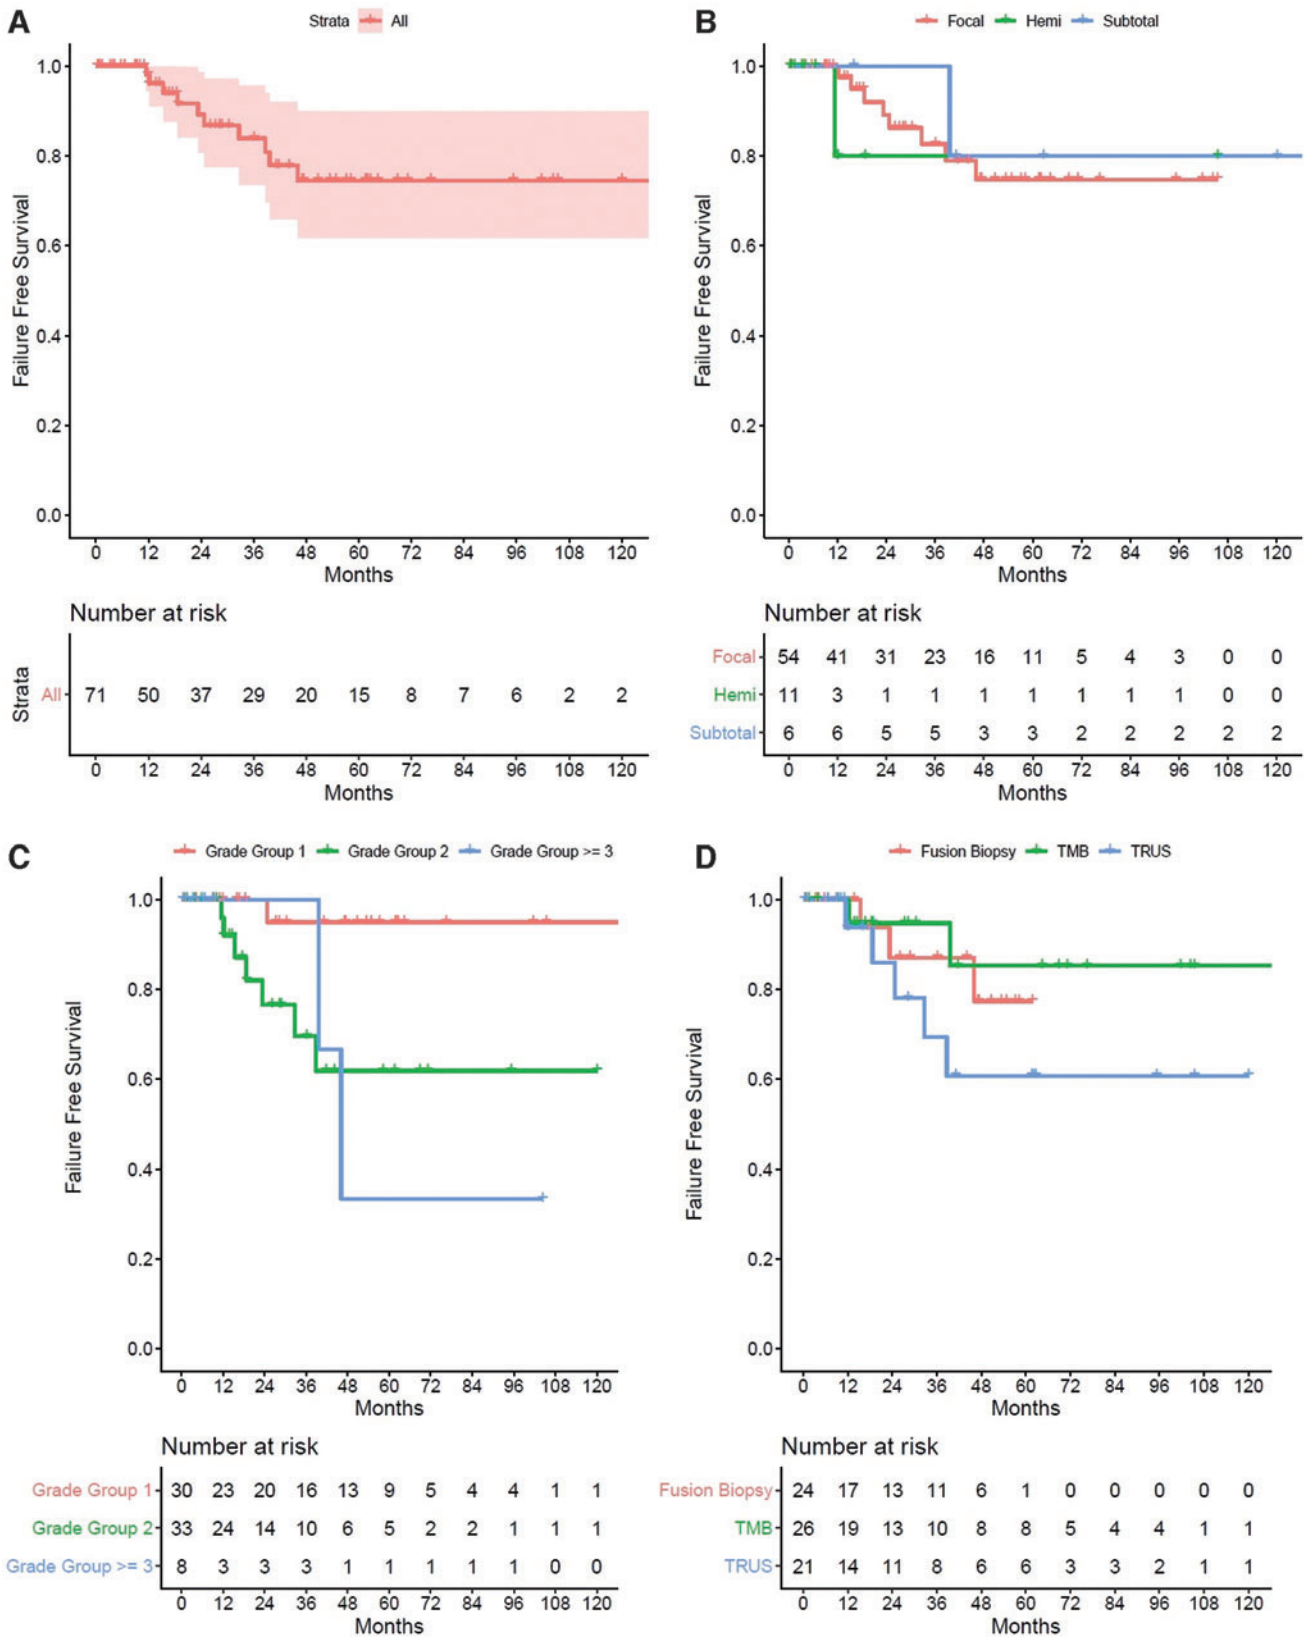 A
Strata All
1.0
0.8
0.6
0.4
0.2
0.0
Failure Free Survival
0 12 24 36 48 60 72 84 96 108 120
Months
Number at risk
Strata
All 71 50 37 29 20 15 8 7 6 2 2
0 12 24 36 48 60 72 84 96 108 120
Months
B
Focal Hemi Subtotal
1.0
0.8
0.6
0.4
0.2
0.0
Failure Free Survival
0 12 24 36 48 60 72 84 96 108 120
Months
Number at risk
Focal 54 41 31 23 16 11 5 4 3 0 0
Hemi 11 3 1 1 1 1 1 1 1 0 0
Subtotal 6 6 5 5 3 3 2 2 2 2 2
0 12 24 36 48 60 72 84 96 108 120
Months
C
Grade Group 1 Grade Group 2 Grade Group >= 3
1.0
0.8
0.6
0.4
0.2
0.0
Failure Free Survival
0 12 24 36 48 60 72 84 96 108 120
Months
Number at risk
Grade Group 1 30 23 20 16 13 9 5 4 4 1 1
Grade Group 2 33 24 14 10 6 5 2 2 1 1 1
Grade Group >= 3 8 3 3 3 1 1 1 1 1 0 0
0 12 24 36 48 60 72 84 96 108 120
Months
D
Fusion Biopsy TMB TRUS
1.0
0.8
0.6
0.4
0.2
0.0
Failure Free Survival
0 12 24 36 48 60 72 84 96 108 120
Months
Number at risk
Fusion Biopsy 24 17 13 11 6 1 0 0 0 0 0
TMB 26 19 13 10 8 8 5 4 4 1 1
TRUS 21 14 11 8 6 6 3 3 2 1 1
0 12 24 36 48 60 72 84 96 108 120
Months